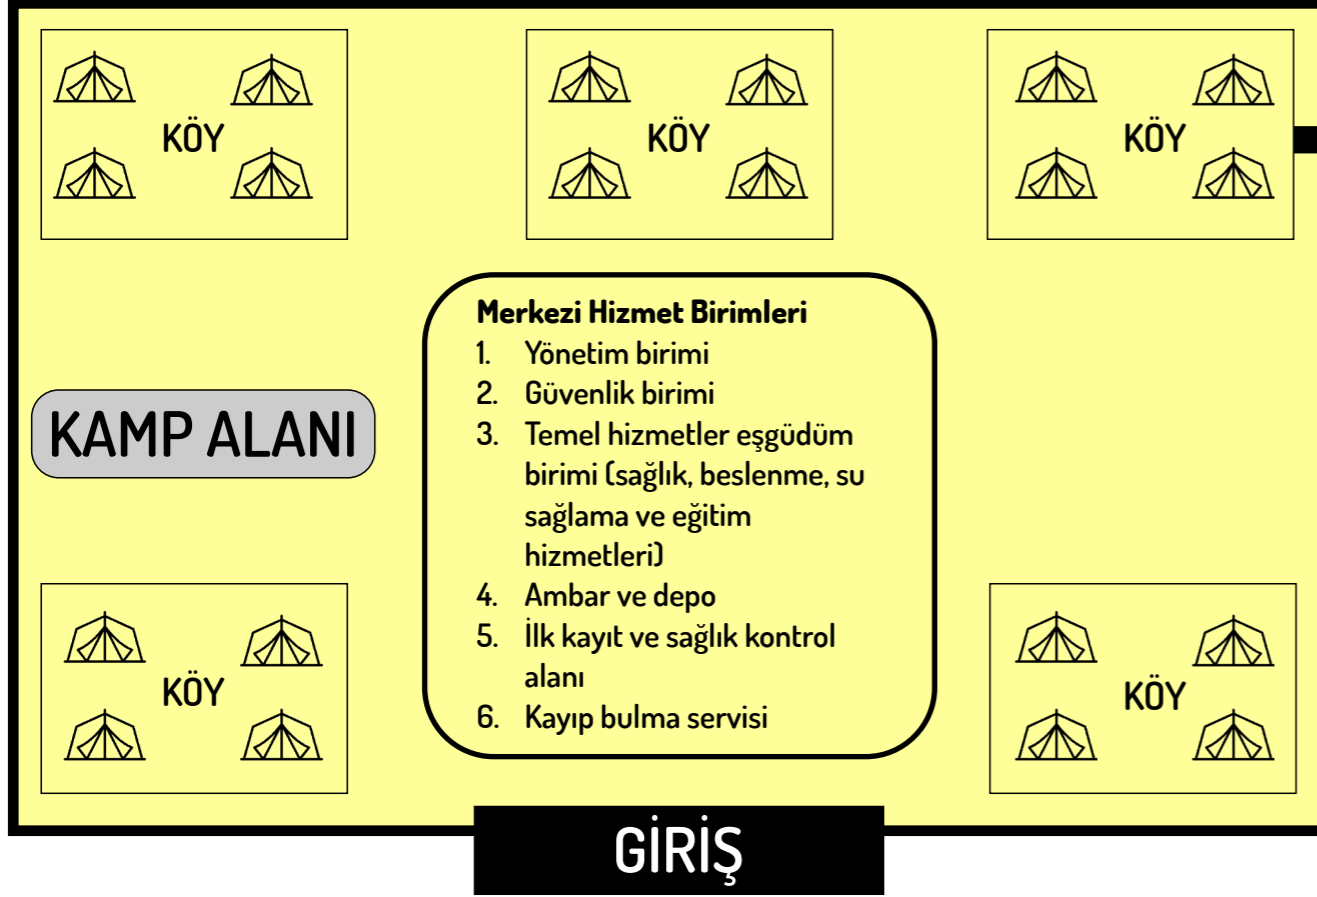 KÖY
KÖY
KÖY
Merkezi Hizmet Birimleri
1. Yönetim birimi
2. Güvenlik birimi
3. Temel hizmetler eşgüdüm
birimi (sağlık, beslenme, su
sağlama ve eğitim
hizmetleri)
4. Ambar ve depo
5. İlk kayıt ve sağlık kontrol
alanı
6. Kayıp bulma servisi
KAMP ALANI
KÖY
KÖY
GİRİŞ